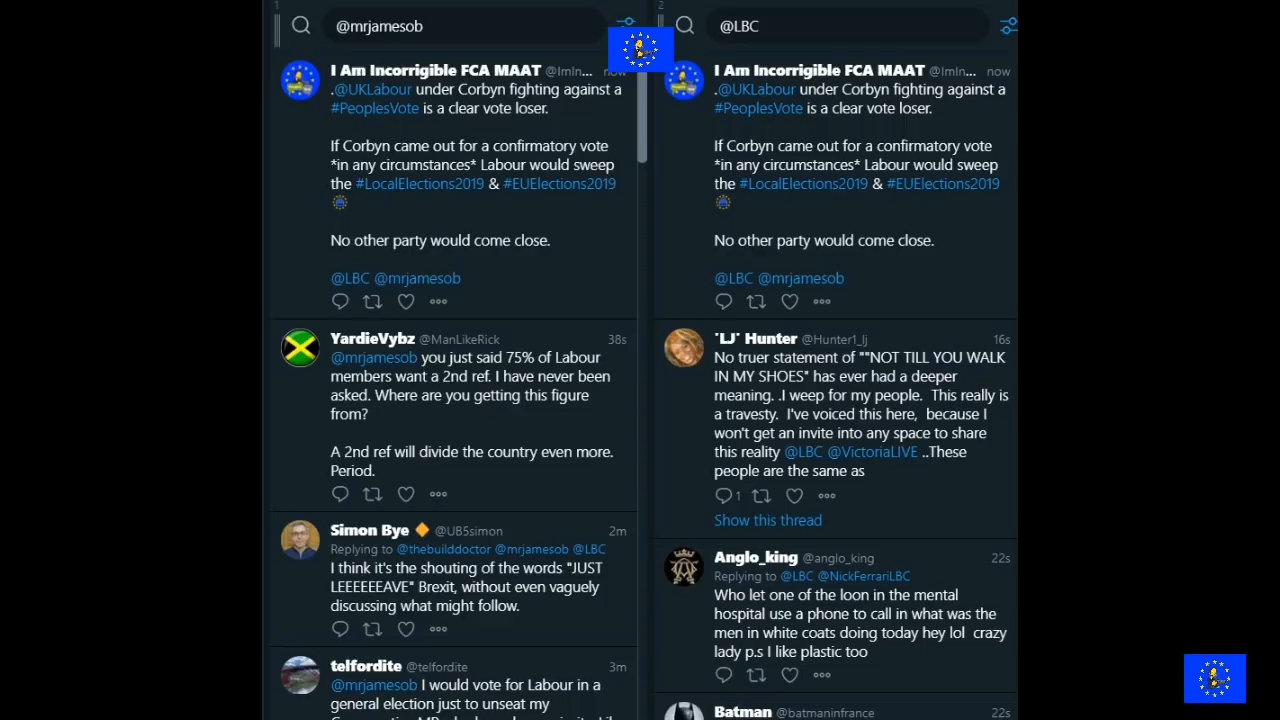 1
@mrjamesob
I Am Incorrigible FCA MAAT @ImIn... now
.@UKLabour under Corbyn fighting against a
#PeoplesVote is a clear vote loser.
If Corbyn came out for a confirmatory vote
*in any circumstances* Labour would sweep
the #LocalElections2019 & #EUElections2019
No other party would come close.
@LBC @mrjamesob
YardieVybz @ManLikeRick 38s
@mrjamesob you just said 75% of Labour
members want a 2nd ref. I have never been
asked. Where are you getting this figure
from?
A 2nd ref will divide the country even more.
Period.
Simon Bye @UB5simon 2m
Replying to @thebuilddoctor @mrjamesob @LBC
I think it's the shouting of the words "JUST
LEEEEEAVE" Brexit, without even vaguely
discussing what might follow.
telfordite @telfordite 3m
@mrjamesob I would vote for Labour in a
general election just to unseat my
2
@LBC
I Am Incorrigible FCA MAAT @ImIn... now
.@UKLabour under Corbyn fighting against a
#PeoplesVote is a clear vote loser.
If Corbyn came out for a confirmatory vote
*in any circumstances* Labour would sweep
the #LocalElections2019 & #EUElections2019
No other party would come close.
@LBC @mrjamesob
'LJ' Hunter @Hunter1_lj 16s
No truer statement of ""NOT TILL YOU WALK
IN MY SHOES" has ever had a deeper
meaning. .I weep for my people. This really is
a travesty. I've voiced this here, because I
won't get an invite into any space to share
this reality @LBC @VictoriaLIVE ..These
people are the same as
1
Show this thread
Anglo_king @anglo_king 22s
Replying to @LBC @NickFerrariLBC
Who let one of the loon in the mental
hospital use a phone to call in what was the
men in white coats doing today hey lol crazy
lady p.s I like plastic too
Batman @batmaninfrance 22s